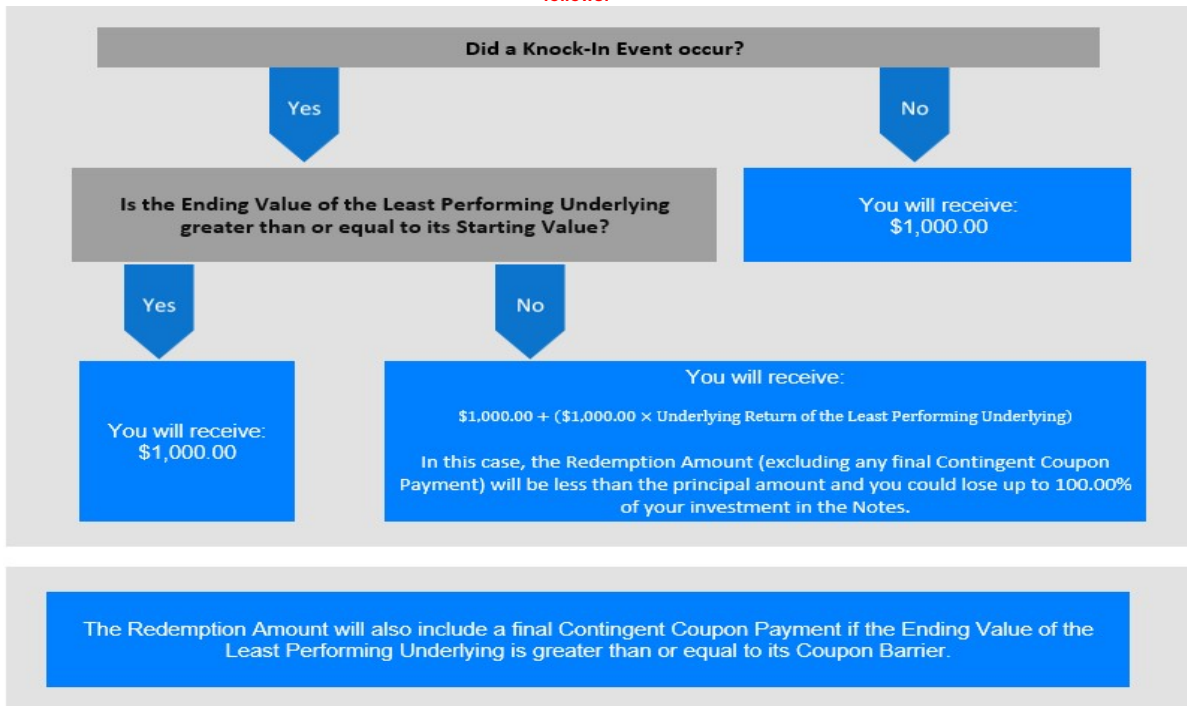 follows:
Did a Knock-In Event occur?
Yes
No
Is the Ending Value of the Least Performing Underlying
greater than or equal to its Starting Value?
You will receive:
$1,000.00
Yes
No
You will receive:
$1,000.00
You will receive:
$1,000.00 + ($1,000.00 × Underlying Return of the Least Performing Underlying)
In this case, the Redemption Amount (excluding any final Contingent Coupon
Payment) will be less than the principal amount and you could lose up to 100.00%
of your investment in the Notes.
The Redemption Amount will also include a final Contingent Coupon Payment if the Ending Value of the
Least Performing Underlying is greater than or equal to its Coupon Barrier.